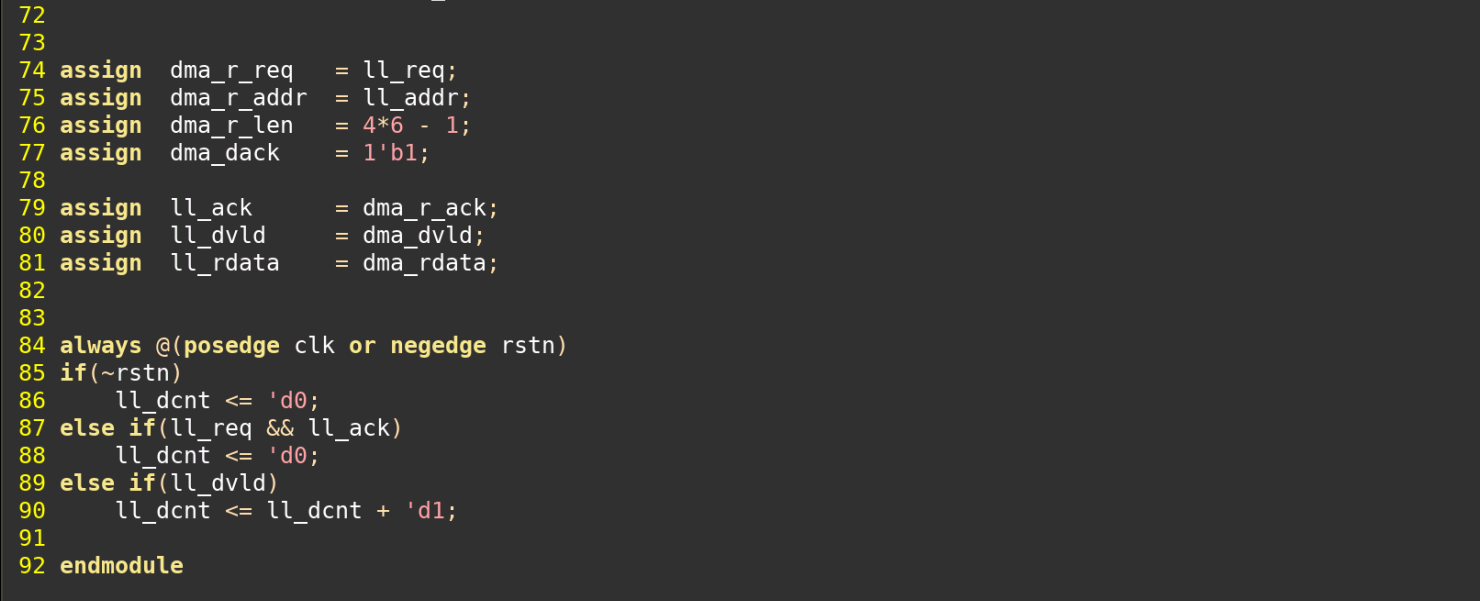 72
73
74 assign  dma_r_req   = ll_req;
75 assign  dma_r_addr  = ll_addr;
76 assign  dma_r_len   = 4*6 - 1;
77 assign  dma_dack    = 1'b1;
78
79 assign  ll_ack      = dma_r_ack;
80 assign  ll_dvld     = dma_dvld;
81 assign  ll_rdata    = dma_rdata;
82
83
84 always @(posedge clk or negedge rstn)
85 if(~rstn)
86     ll_dcnt <= 'd0;
87 else if(ll_req && ll_ack)
88     ll_dcnt <= 'd0;
89 else if(ll_dvld)
90     ll_dcnt <= ll_dcnt + 'd1;
91
92 endmodule